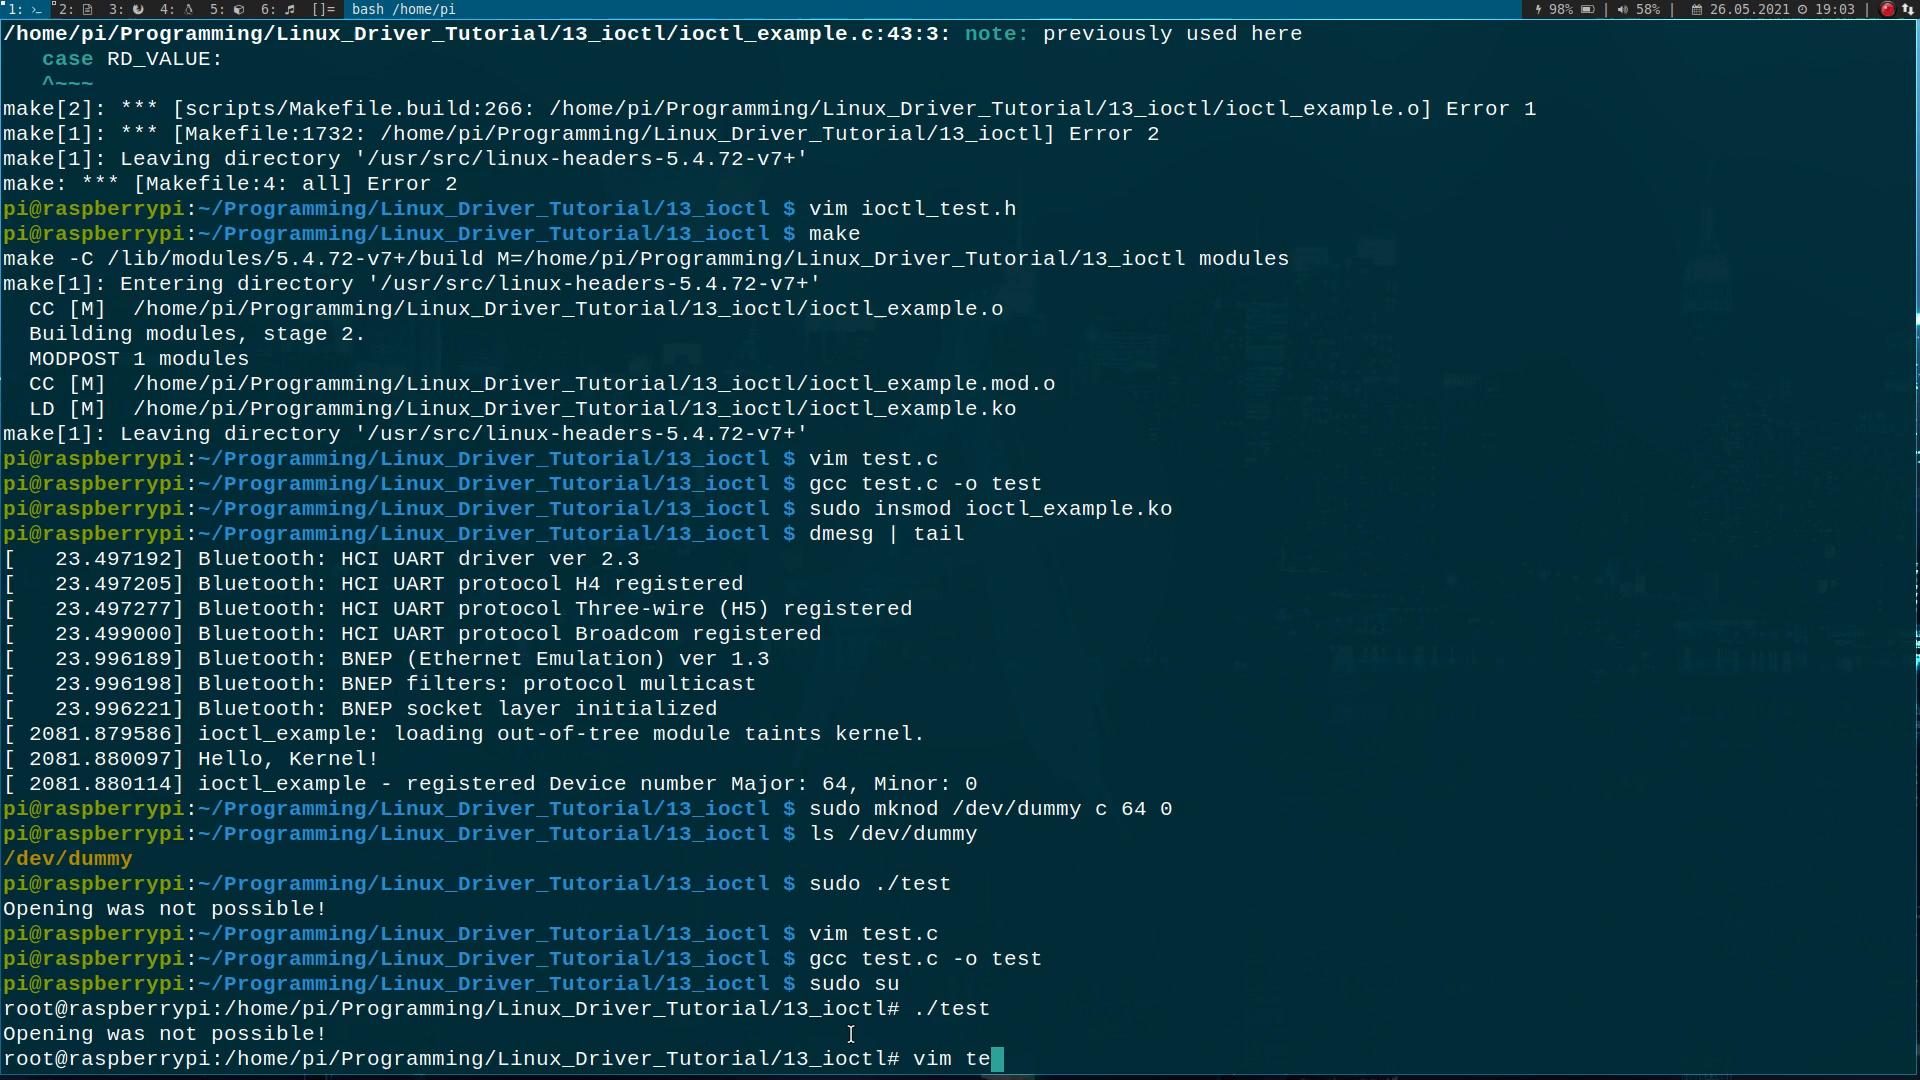 1: 2: 3: 4: 5: 6: []= bash /home/pi 98% | 58% | 26.05.2021 19:03 |
/home/pi/Programming/Linux_Driver_Tutorial/13_ioctl/ioctl_example.c:43:3: note: previously used here
   case RD_VALUE:
   ^~~~
make[2]: *** [scripts/Makefile.build:266: /home/pi/Programming/Linux_Driver_Tutorial/13_ioctl/ioctl_example.o] Error 1
make[1]: *** [Makefile:1732: /home/pi/Programming/Linux_Driver_Tutorial/13_ioctl] Error 2
make[1]: Leaving directory '/usr/src/linux-headers-5.4.72-v7+'
make: *** [Makefile:4: all] Error 2
pi@raspberrypi:~/Programming/Linux_Driver_Tutorial/13_ioctl $ vim ioctl_test.h
pi@raspberrypi:~/Programming/Linux_Driver_Tutorial/13_ioctl $ make
make -C /lib/modules/5.4.72-v7+/build M=/home/pi/Programming/Linux_Driver_Tutorial/13_ioctl modules
make[1]: Entering directory '/usr/src/linux-headers-5.4.72-v7+'
  CC [M]  /home/pi/Programming/Linux_Driver_Tutorial/13_ioctl/ioctl_example.o
  Building modules, stage 2.
  MODPOST 1 modules
  CC [M]  /home/pi/Programming/Linux_Driver_Tutorial/13_ioctl/ioctl_example.mod.o
  LD [M]  /home/pi/Programming/Linux_Driver_Tutorial/13_ioctl/ioctl_example.ko
make[1]: Leaving directory '/usr/src/linux-headers-5.4.72-v7+'
pi@raspberrypi:~/Programming/Linux_Driver_Tutorial/13_ioctl $ vim test.c
pi@raspberrypi:~/Programming/Linux_Driver_Tutorial/13_ioctl $ gcc test.c -o test
pi@raspberrypi:~/Programming/Linux_Driver_Tutorial/13_ioctl $ sudo insmod ioctl_example.ko
pi@raspberrypi:~/Programming/Linux_Driver_Tutorial/13_ioctl $ dmesg | tail
[   23.497192] Bluetooth: HCI UART driver ver 2.3
[   23.497205] Bluetooth: HCI UART protocol H4 registered
[   23.497277] Bluetooth: HCI UART protocol Three-wire (H5) registered
[   23.499000] Bluetooth: HCI UART protocol Broadcom registered
[   23.996189] Bluetooth: BNEP (Ethernet Emulation) ver 1.3
[   23.996198] Bluetooth: BNEP filters: protocol multicast
[   23.996221] Bluetooth: BNEP socket layer initialized
[ 2081.879586] ioctl_example: loading out-of-tree module taints kernel.
[ 2081.880097] Hello, Kernel!
[ 2081.880114] ioctl_example - registered Device number Major: 64, Minor: 0
pi@raspberrypi:~/Programming/Linux_Driver_Tutorial/13_ioctl $ sudo mknod /dev/dummy c 64 0
pi@raspberrypi:~/Programming/Linux_Driver_Tutorial/13_ioctl $ ls /dev/dummy
/dev/dummy
pi@raspberrypi:~/Programming/Linux_Driver_Tutorial/13_ioctl $ sudo ./test
Opening was not possible!
pi@raspberrypi:~/Programming/Linux_Driver_Tutorial/13_ioctl $ vim test.c
pi@raspberrypi:~/Programming/Linux_Driver_Tutorial/13_ioctl $ gcc test.c -o test
pi@raspberrypi:~/Programming/Linux_Driver_Tutorial/13_ioctl $ sudo su
root@raspberrypi:/home/pi/Programming/Linux_Driver_Tutorial/13_ioctl# ./test
Opening was not possible!
root@raspberrypi:/home/pi/Programming/Linux_Driver_Tutorial/13_ioctl# vim te